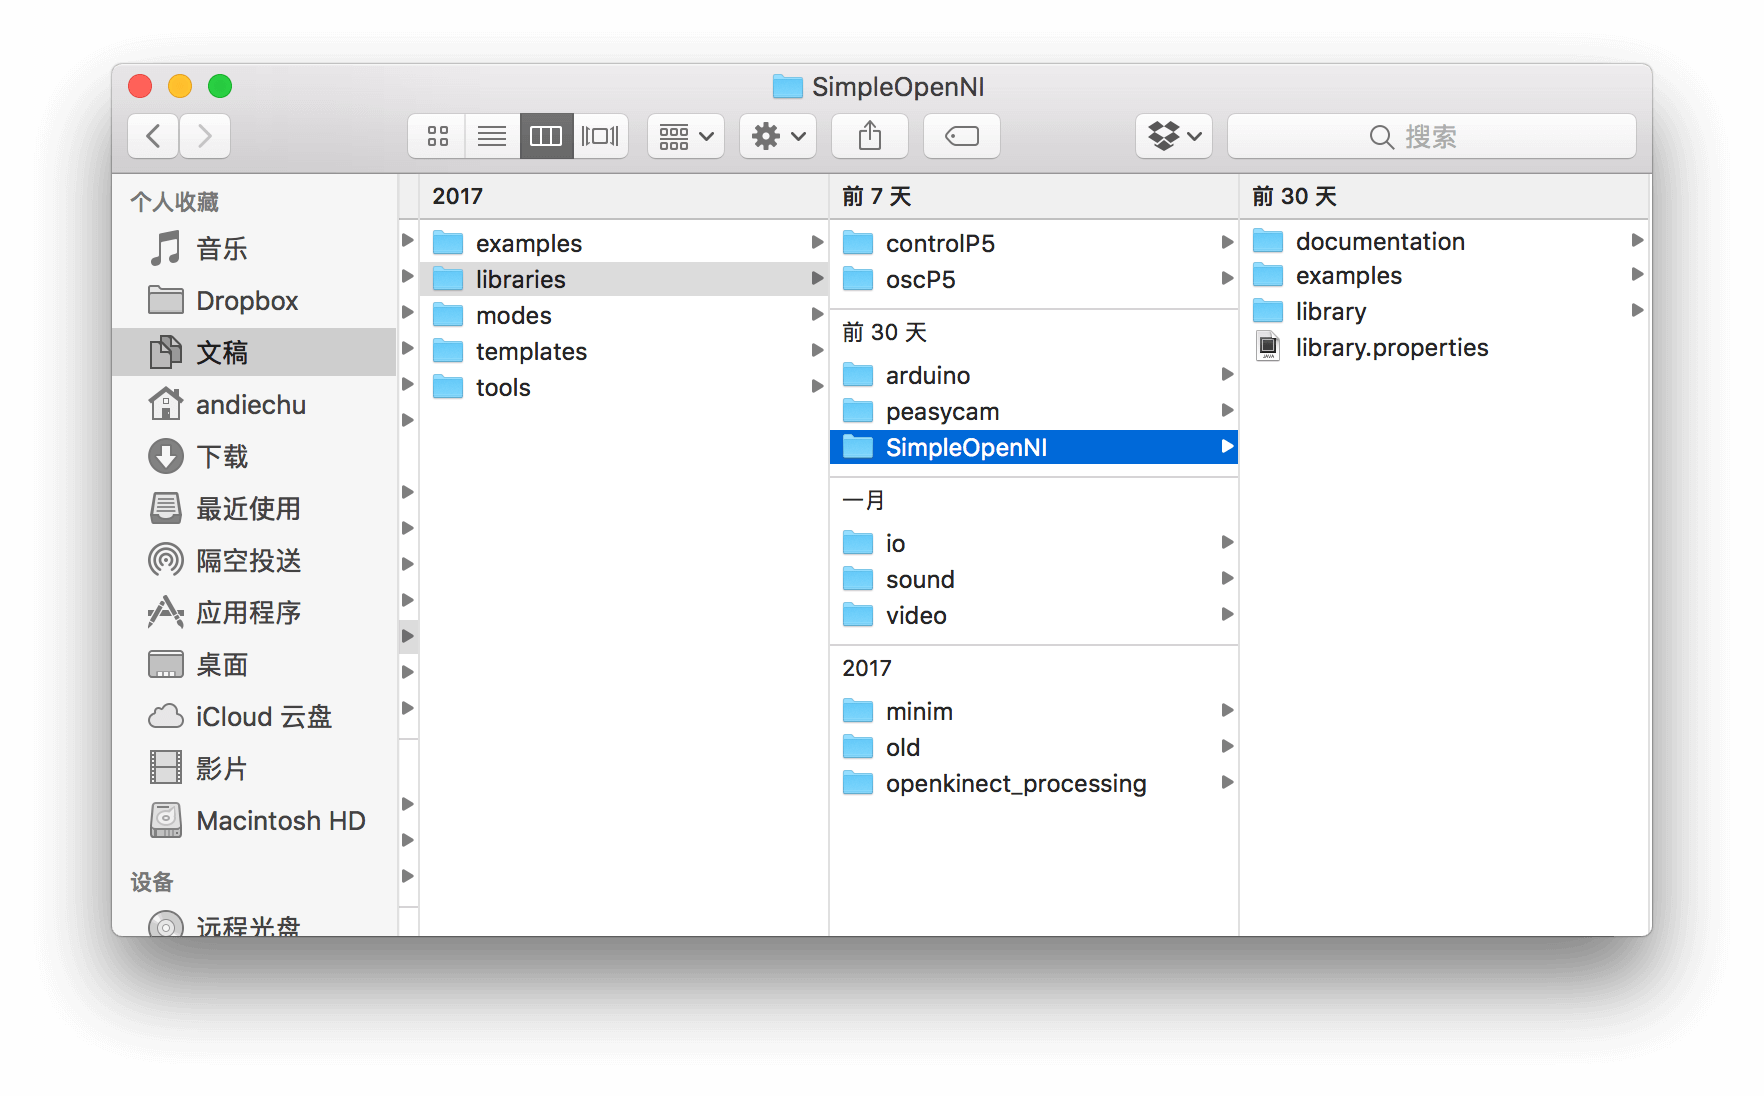 SimpleOpenNI
搜索
个人收藏
音乐
Dropbox
文稿
andiechu
下载
最近使用
隔空投送
应用程序
桌面
iCloud 云盘
影片
Macintosh HD
设备
远程光盘
2017
examples
libraries
modes
templates
tools
前 7 天
controlP5
oscP5
前 30 天
arduino
peasycam
SimpleOpenNI
一月
io
sound
video
2017
minim
old
openkinect_processing
前 30 天
documentation
examples
library
JAVA
library.properties